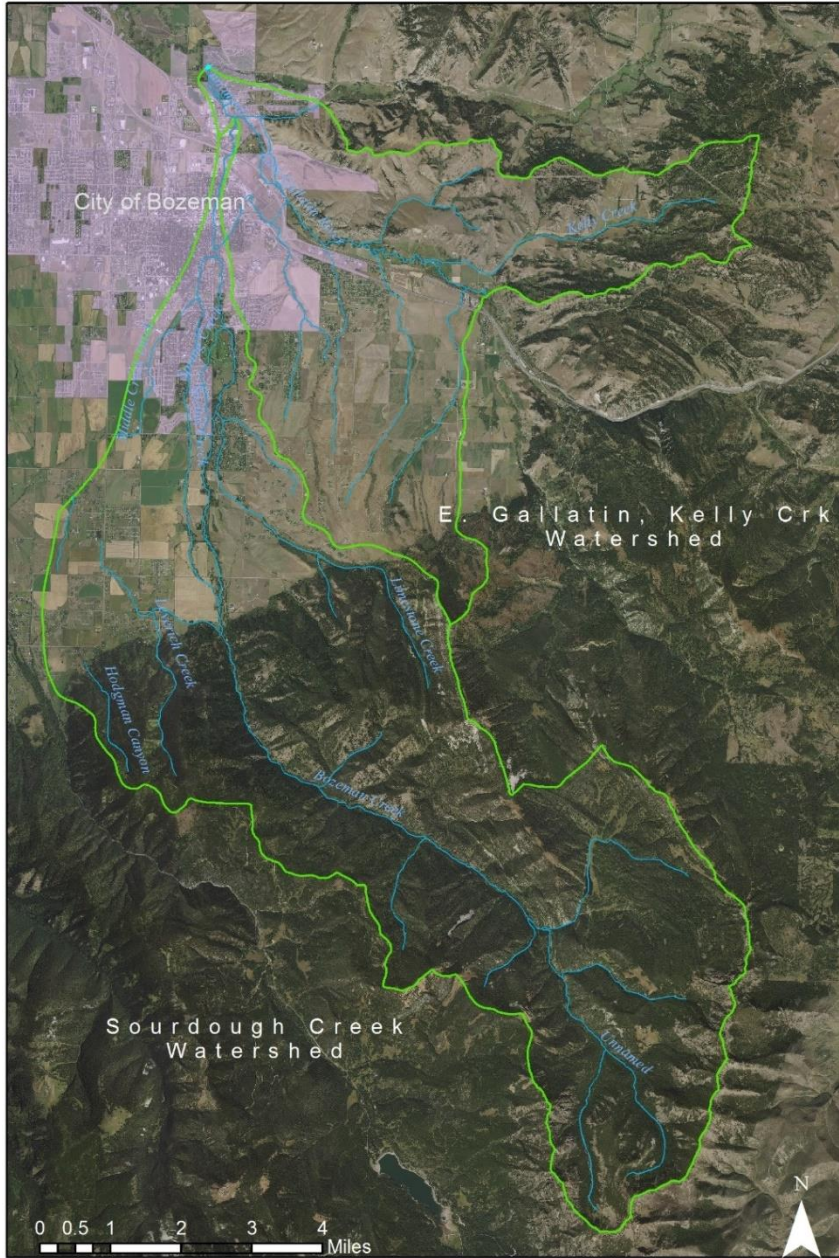 City of Bozeman
Kelly Creek
E. Gallatin, Kelly Crk
Watershed
Limestone Creek
Leverich Creek
Hodgman Canyon
Bozeman Creek
Sourdough Creek
Watershed
Unnamed
N
0 0.5 1 2 3 4
Miles